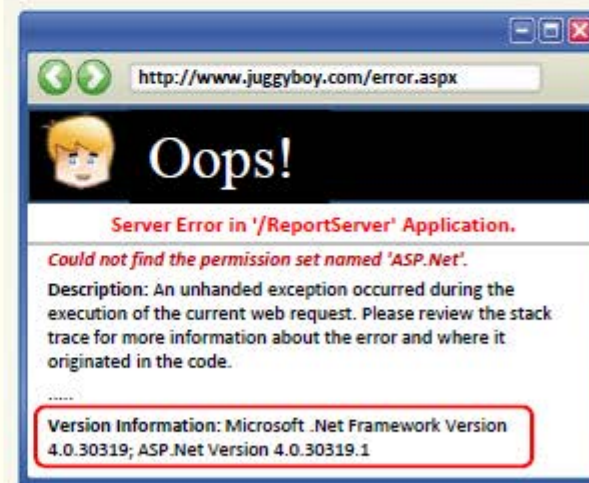 http://www.juggyboy.com/error.aspx
Oops!
Server Error in '/ReportServer' Application.
Could not find the permission set named 'ASP.Net'.
Description: An unhanded exception occurred during the
execution of the current web request. Please review the stack
trace for more information about the error and where it
originated in the code.
.....
Version Information: Microsoft .Net Framework Version
4.0.30319; ASP.Net Version 4.0.30319.1